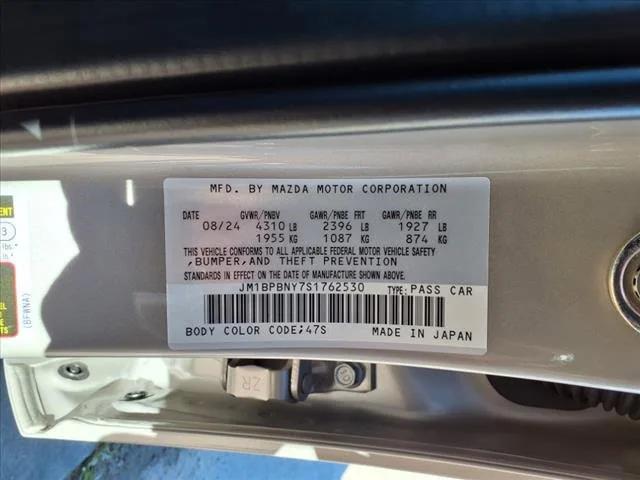 MFD. BY MAZDA MOTOR CORPORATION
DATE GVWR/PNBV GAWR/PNBE FRT GAWR/PNBE RR
08/24 4310 LB 2396 LB 1927 LB
1955 KG 1087 KG 874 KG
THIS VEHICLE CONFORMS TO ALL APPLICABLE FEDERAL MOTOR VEHICLE SAFETY
,BUMPER,AND THEFT PREVENTION
STANDARDS IN EFFECT ON THE DATE OF MANUFACTURE SHOWN ABOVE.
JM1BPBNY7S1762530 TYPE:PASS CAR
BODY COLOR CODE:47S MADE IN JAPAN
(BFWNA)
ZR